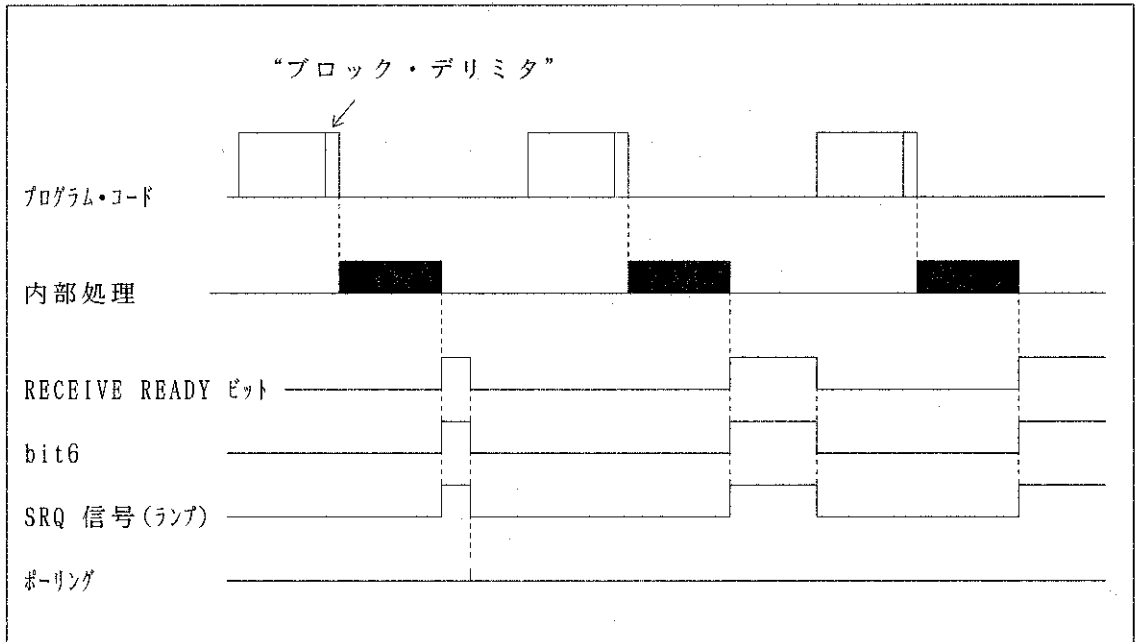 “ブロック・デリミタ”
プログラム・コード
内部処理
RECEIVE READY ビット
bit6
SRQ 信号(ランプ)
ポーリング